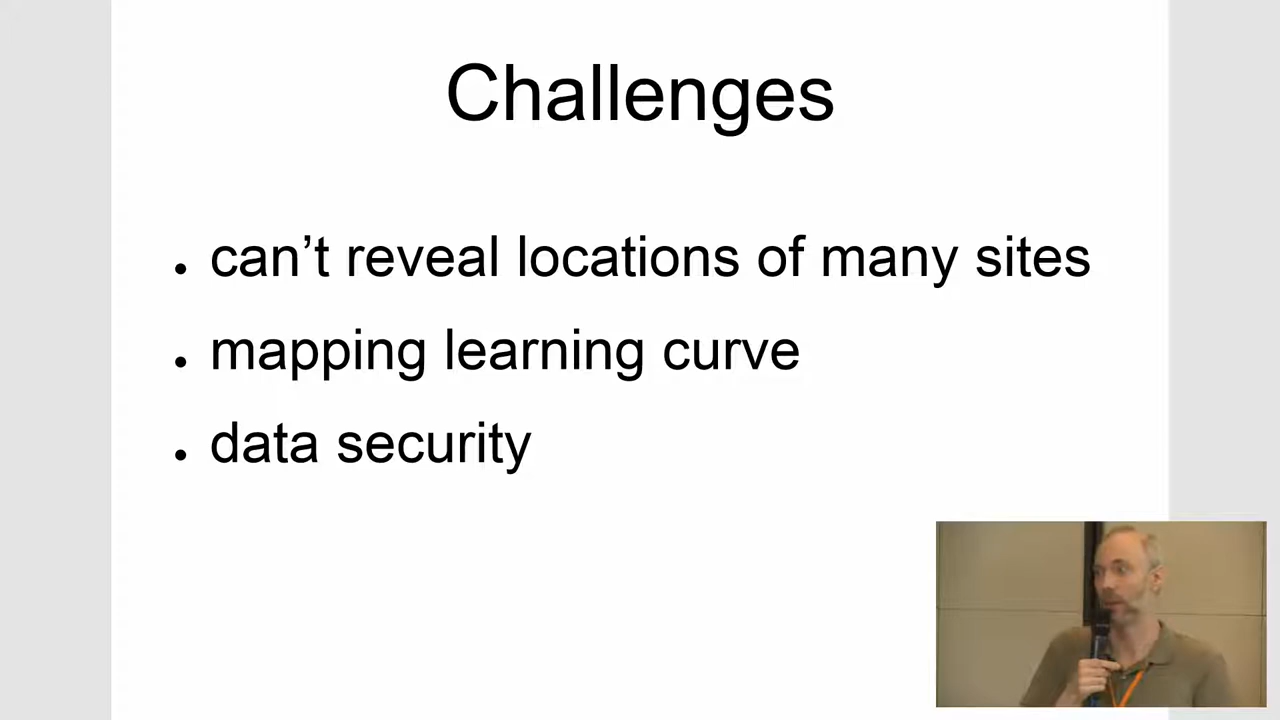 Challenges
• can’t reveal locations of many sites
• mapping learning curve
• data security